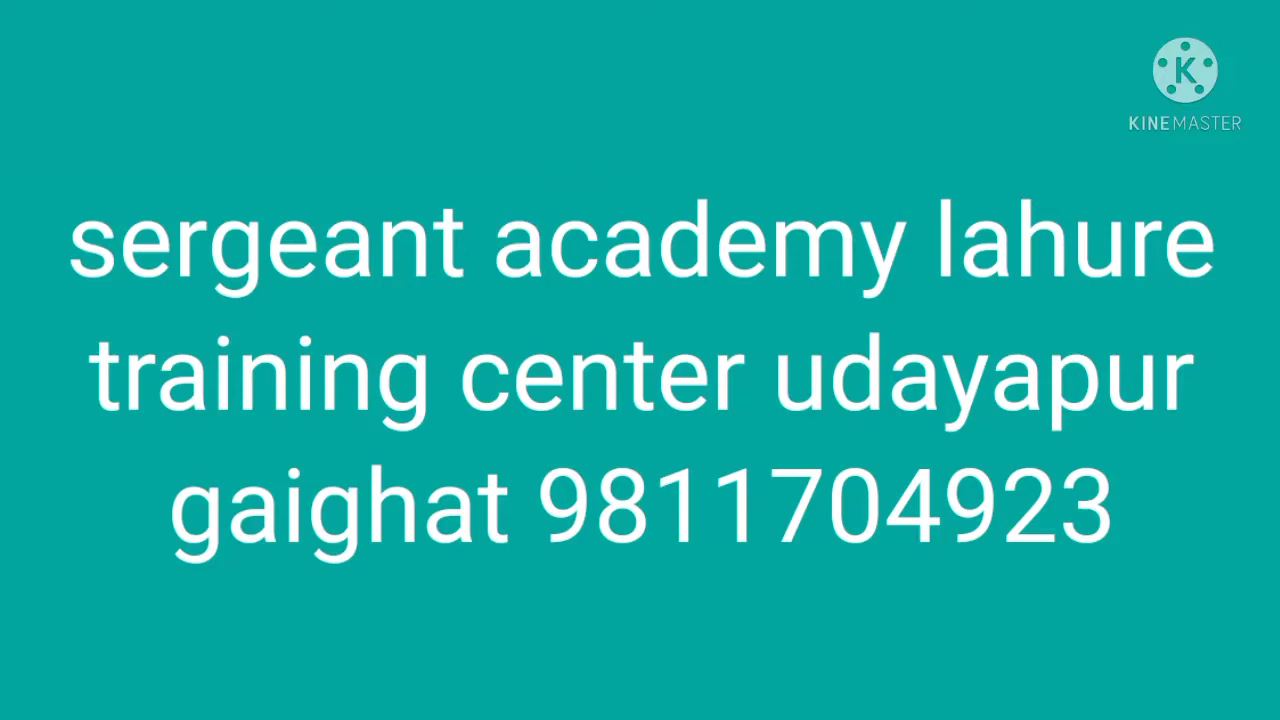 K
KINEMASTER
sergeant academy lahure
training center udayapur
gaighat 9811704923